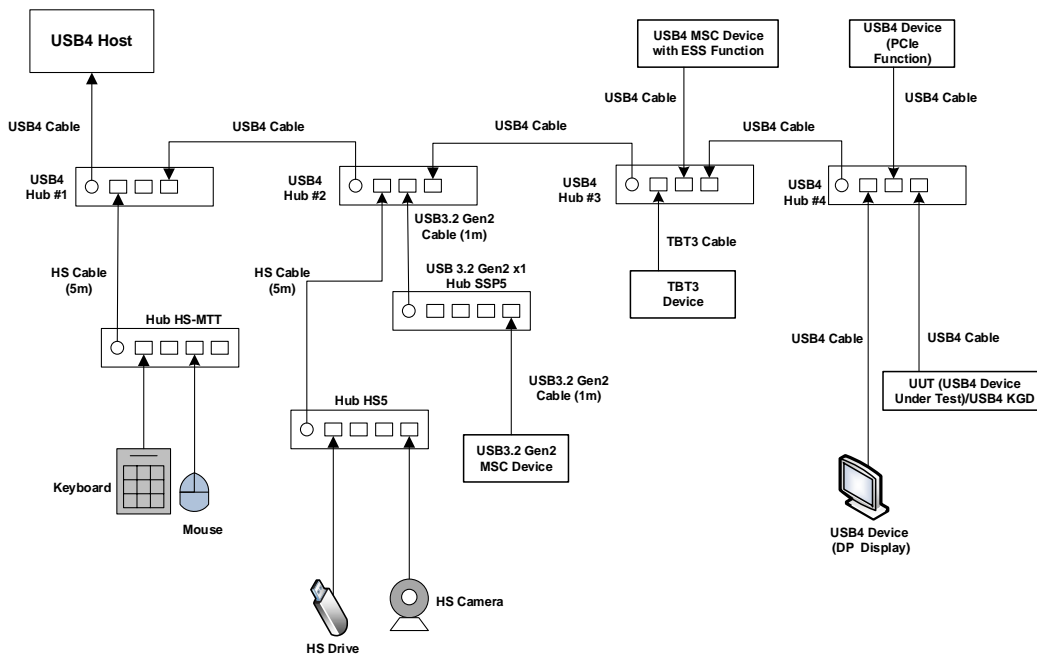 USB4 Host
USB4 MSC Device
with ESS Function
USB4 Device
(PCIe
Function)
USB4 Cable
USB4 Cable
USB4 Cable
USB4 Cable
USB4 Cable
USB4 Cable
USB4
Hub #1
USB4
Hub #2
USB4
Hub #3
USB4
Hub #4
USB3.2 Gen2
Cable (1m)
TBT3 Cable
HS Cable
(5m)
HS Cable
(5m)
USB 3.2 Gen2 x1
Hub SSP5
TBT3
Device
Hub HS-MTT
USB4 Cable
USB4 Cable
USB3.2 Gen2
Cable (1m)
UUT (USB4 Device
Under Test)/USB4 KGD
Hub HS5
USB3.2 Gen2
MSC Device
Keyboard
Mouse
USB4 Device
(DP Display)
HS Camera
HS Drive